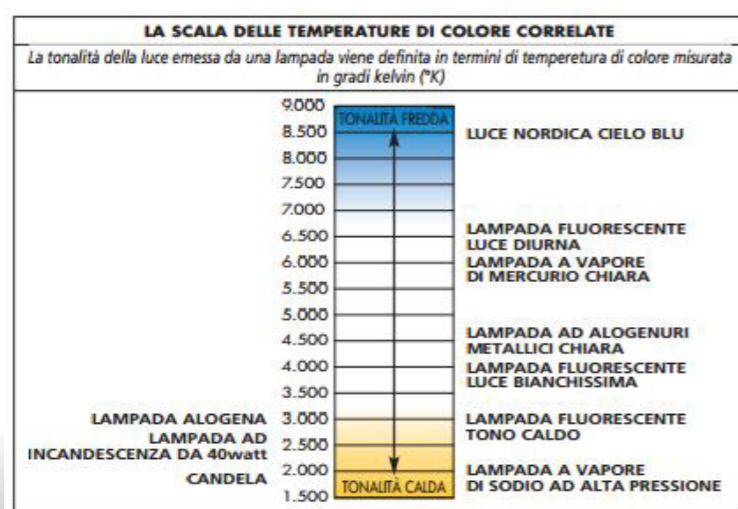 LA SCALA DELLE TEMPERATURE DI COLORE CORRELATE
La tonalità della luce emessa da una lampada viene definita in termini di temperetura di colore misurata
in gradi kelvin (°K)
9.000
TONALITÀ FREDDA
8.500
LUCE NORDICA CIELO BLU
8.000
7.500
7.000
6.500
LAMPADA FLUORESCENTE
LUCE DIURNA
6.000
LAMPADA A VAPORE
DI MERCURIO CHIARA
5.500
5.000
4.500
LAMPADA AD ALOGENURI
METALLICI CHIARA
4.000
LAMPADA FLUORESCENTE
LUCE BIANCHISSIMA
3.500
LAMPADA ALOGENA
3.000
LAMPADA FLUORESCENTE
TONO CALDO
LAMPADA AD
INCANDESCENZA DA 40watt
2.500
CANDELA
2.000
LAMPADA A VAPORE
DI SODIO AD ALTA PRESSIONE
1.500
TONALITÀ CALDA